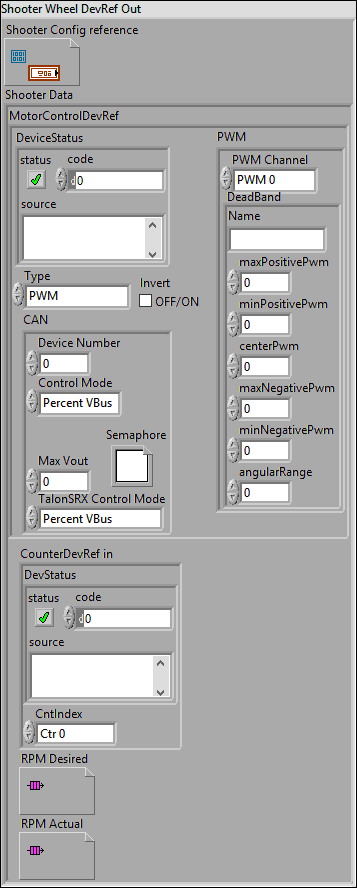 Shooter Wheel DevRef Out
Shooter Config reference
Shooter Data
MotorControlDevRef
DeviceStatus
status code
d 0
source
Type
PWM
Invert
OFF/ON
CAN
Device Number
0
Control Mode
Percent VBus
Semaphore
Max Vout
0
TalonSRX Control Mode
Percent VBus
PWM
PWM Channel
PWM 0
DeadBand
Name
maxPositivePwm
0
minPositivePwm
0
centerPwm
0
maxNegativePwm
0
minNegativePwm
0
angularRange
0
CounterDevRef in
DevStatus
status code
d 0
source
CntIndex
Ctr 0
RPM Desired
RPM Actual